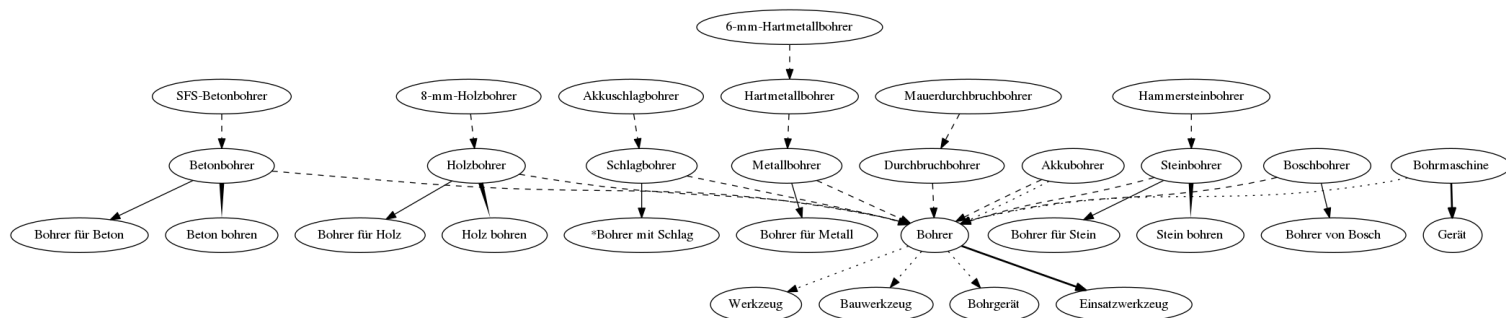 6-mm-Hartmetallbohrer
SFS-Betonbohrer
8-mm-Holzbohrer
Akkuschlagbohrer
Hartmetallbohrer
Mauerdurchbruchbohrer
Hammersteinbohrer
Betonbohrer
Holzbohrer
Schlagbohrer
Metallbohrer
Durchbruchbohrer
Akkubohrer
Steinbohrer
Boschbohrer
Bohrmaschine
Bohrer für Beton
Beton bohren
Bohrer für Holz
Holz bohren
*Bohrer mit Schlag
Bohrer für Metall
Bohrer
Bohrer für Stein
Stein bohren
Bohrer von Bosch
Gerät
Werkzeug
Bauwerkzeug
Bohrgerät
Einsatzwerkzeug